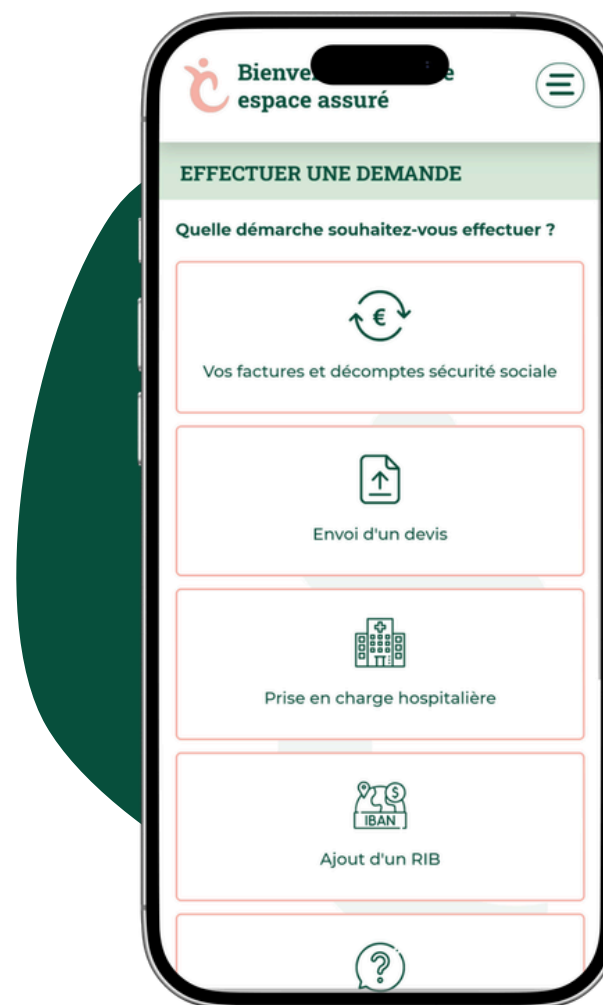 Bienve e
espace assuré
EFFECTUER UNE DEMANDE
Quelle démarche souhaitez-vous effectuer ?
€
Vos factures et décomptes sécurité sociale
Envoi d'un devis
Prise en charge hospitalière
$
IBAN
Ajout d'un RIB
?